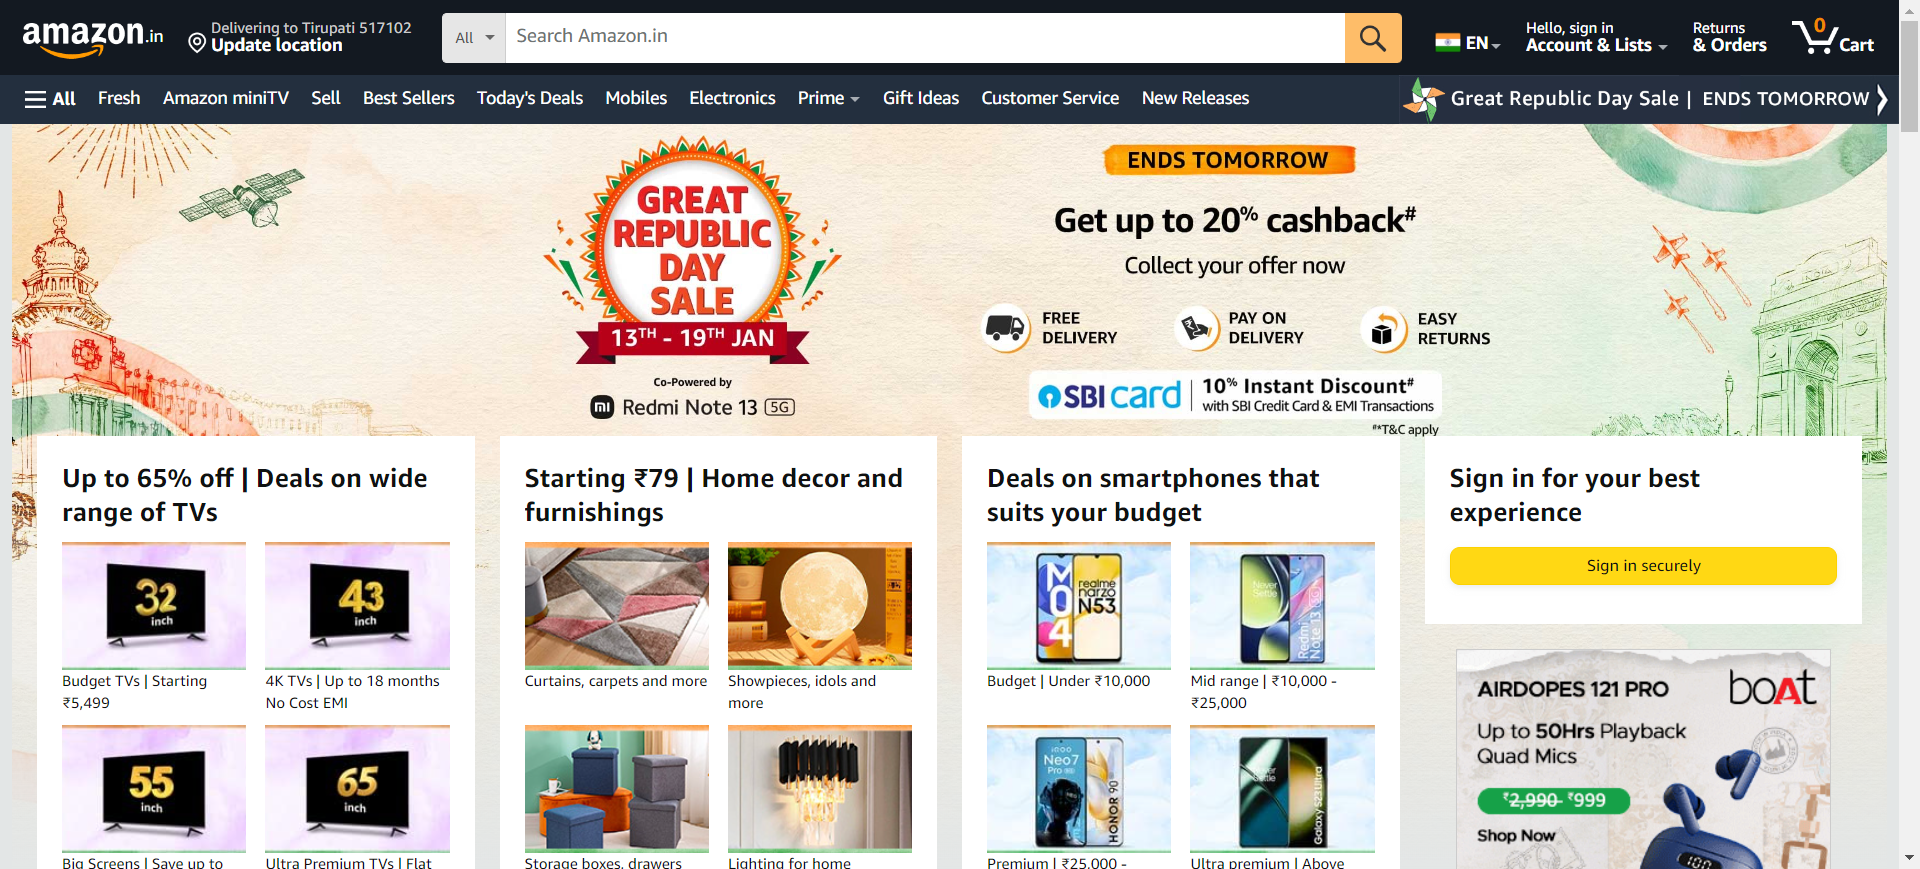 amazon.in
Delivering to Tirupati 517102
Update location
All
Search Amazon.in
EN
Hello, sign in
Account & Lists
Returns
& Orders
0
Cart
All
Fresh
Amazon miniTV
Sell
Best Sellers
Today's Deals
Mobiles
Electronics
Prime
Gift Ideas
Customer Service
New Releases
Great Republic Day Sale | ENDS TOMORROW
GREAT
REPUBLIC
DAY
SALE
13TH - 19TH JAN
Co-Powered by
mi Redmi Note 13 5G
ENDS TOMORROW
Get up to 20% cashback#
Collect your offer now
FREE
DELIVERY
PAY ON
DELIVERY
EASY
RETURNS
SBI card
10% Instant Discount#
with SBI Credit Card & EMI Transactions
#*T&C apply
INDIA
Up to 65% off | Deals on wide
range of TVs
32
inch
43
inch
Budget TVs | Starting
₹5,499
4K TVs | Up to 18 months
No Cost EMI
55
inch
65
inch
Big Screens | Save up to
Ultra Premium TVs | Flat
Starting ₹79 | Home decor and
furnishings
Curtains, carpets and more
Showpieces, idols and
more
Storage boxes, drawers
Lighting for home
Deals on smartphones that
suits your budget
M04
realme
narzo
N53
Never
Settle
Redmi
Note 13 5G
Budget | Under ₹10,000
Mid range | ₹10,000 -
₹25,000
iQOO
Neo7
Pro
HONOR 90
Never
Settle
Galaxy S23 Ultra
Premium | ₹25,000 -
Ultra premium | Above
Sign in for your best
experience
Sign in securely
AIRDOPES 121 PRO
boAt
Up to 50Hrs Playback
Quad Mics
₹2,990 ₹999
Shop Now
100